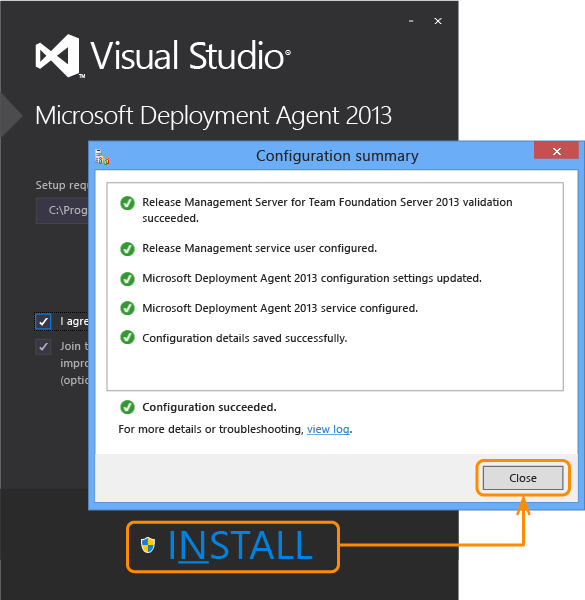 Visual Studio®
Microsoft Deployment Agent 2013
Configuration summary
Setup requ
C:\Prog
I agre
Join t
impro
(optio
Release Management Server for Team Foundation Server 2013 validation
succeeded.
Release Management service user configured.
Microsoft Deployment Agent 2013 configuration settings updated.
Microsoft Deployment Agent 2013 service configured.
Configuration details saved successfully.
Configuration succeeded.
For more details or troubleshooting, view log.
Close
INSTALL